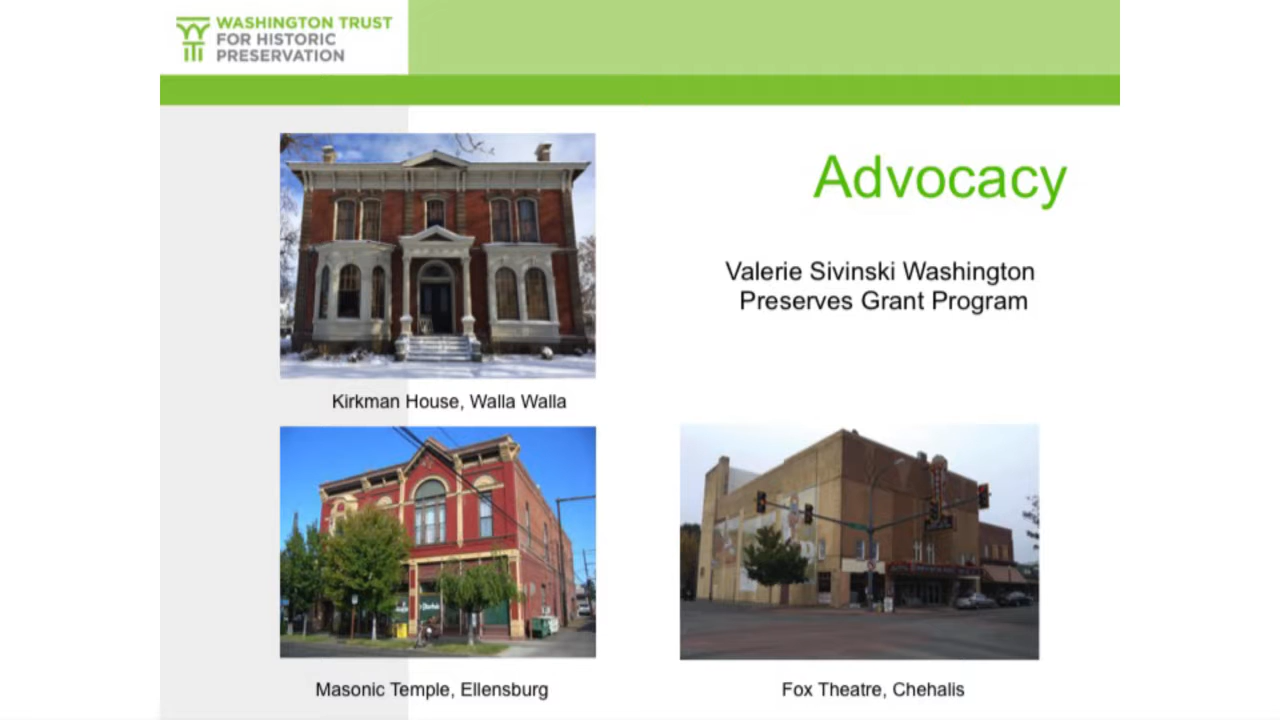 WASHINGTON TRUST
FOR HISTORIC
PRESERVATION
Advocacy
Valerie Sivinski Washington
Preserves Grant Program
Kirkman House, Walla Walla
Masonic Temple, Ellensburg
Fox Theatre, Chehalis